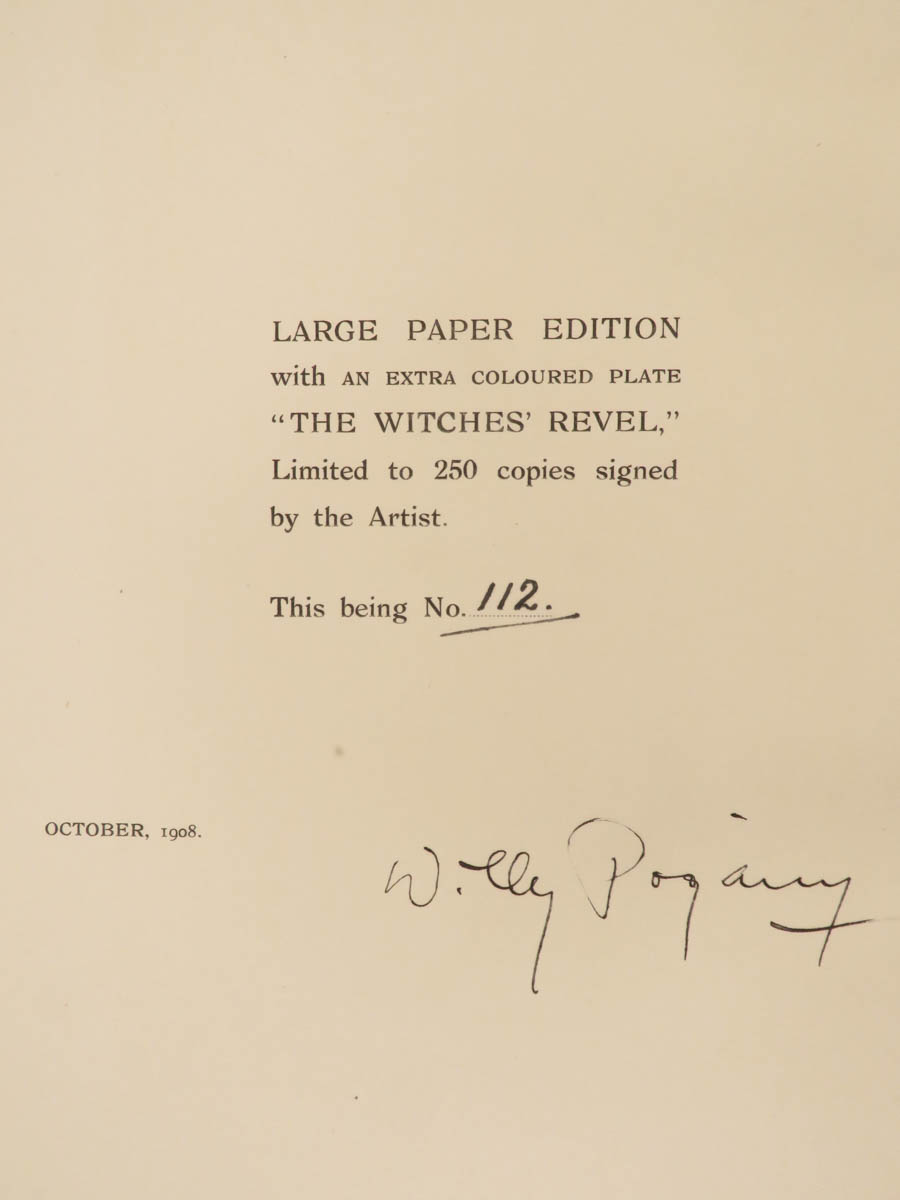 LARGE PAPER EDITION
with AN EXTRA COLOURED PLATE
“THE WITCHES’ REVEL,”
Limited to 250 copies signed
by the Artist.
This being No. 112.
OCTOBER, 1908.
Willy Pogány